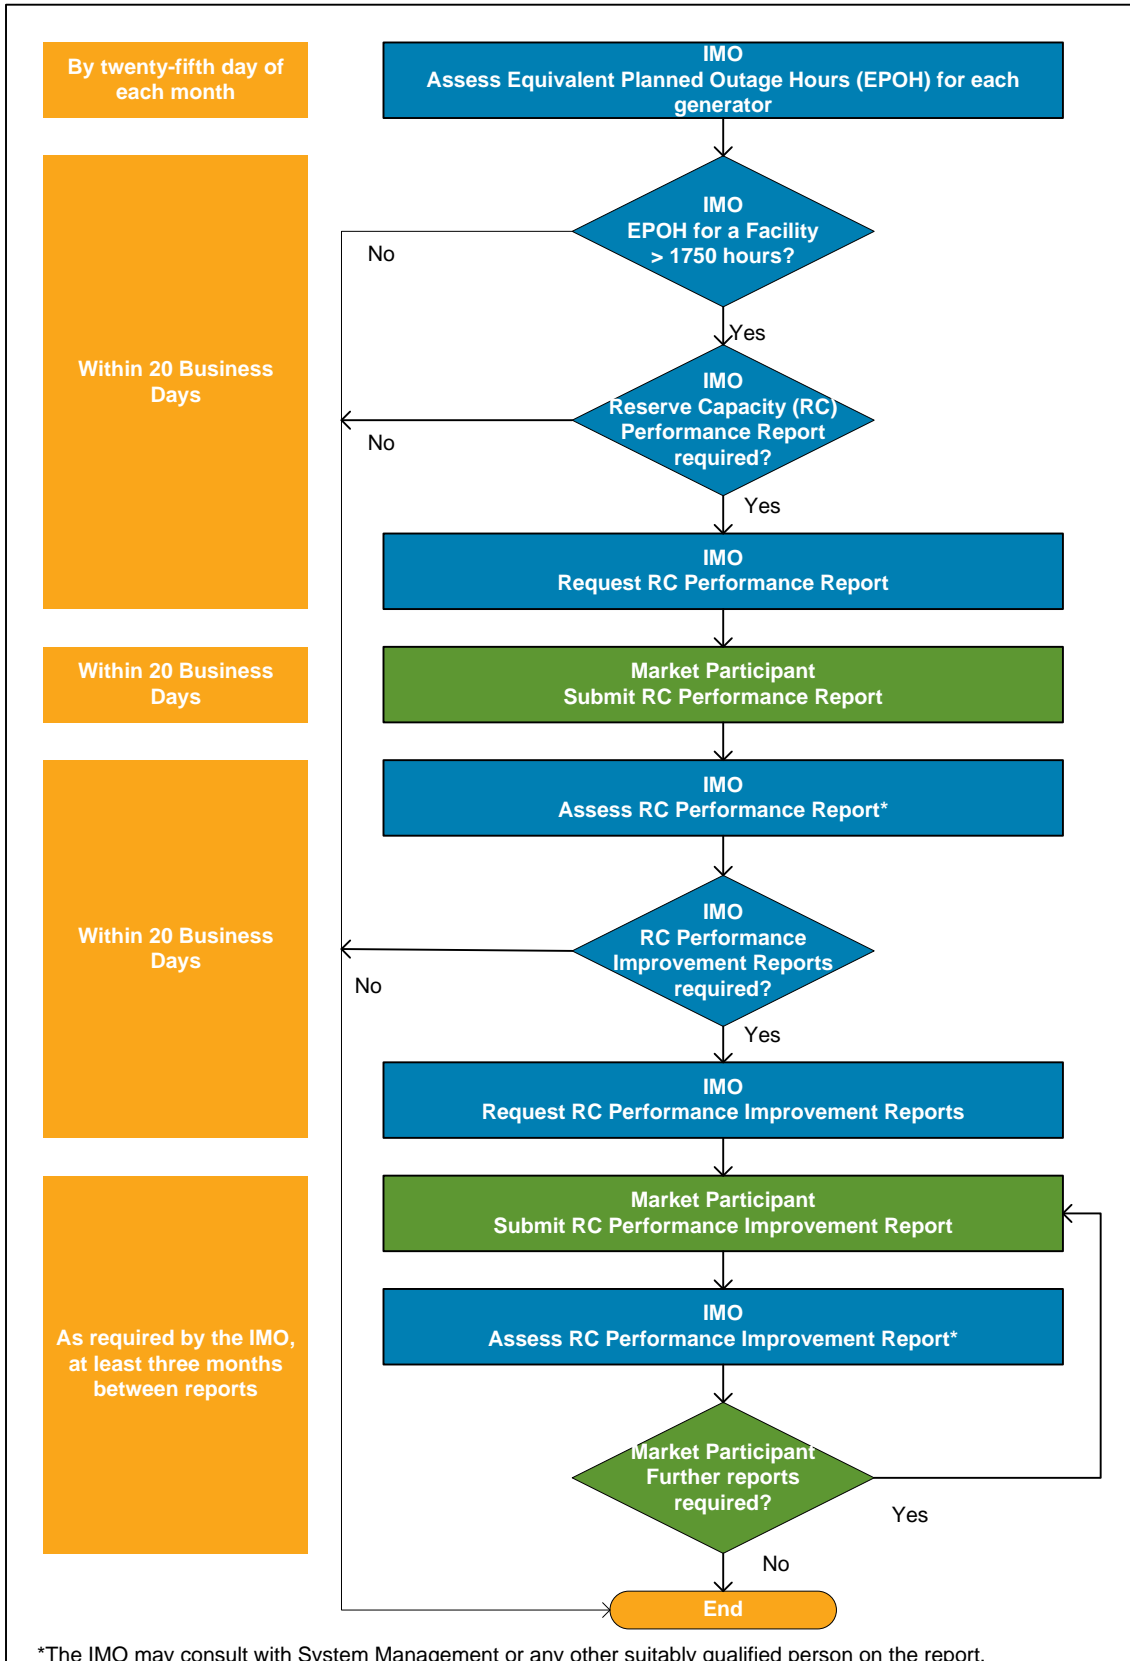 By twenty-fifth day of
each month
IMO
Assess Equivalent Planned Outage Hours (EPOH) for each
generator
Within 20 Business
Days
IMO
EPOH for a Facility
> 1750 hours?
No
Yes
IMO
Reserve Capacity (RC)
Performance Report
required?
No
Yes
IMO
Request RC Performance Report
Within 20 Business
Days
Market Participant
Submit RC Performance Report
Within 20 Business
Days
IMO
Assess RC Performance Report*
IMO
RC Performance
Improvement Reports
required?
No
Yes
IMO
Request RC Performance Improvement Reports
As required by the IMO,
at least three months
between reports
Market Participant
Submit RC Performance Improvement Report
IMO
Assess RC Performance Improvement Report*
Market Participant
Further reports
required?
Yes
No
End
*The IMO may consult with System Management or any other suitably qualified person on the report.